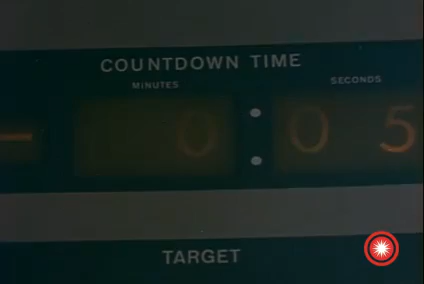 COUNTDOWN TIME
MINUTES SECONDS
– 0 : 05
TARGET